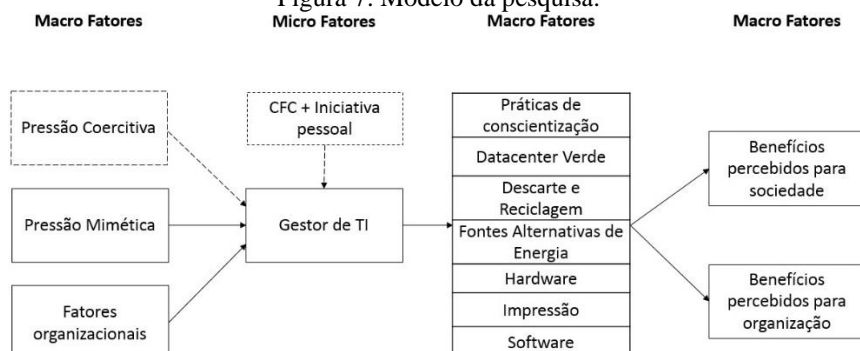 Figura 7: Modelo da pesquisa.
Macro Fatores
Micro Fatores
Macro Fatores
Macro Fatores
Pressão Coercitiva
Pressão Mimética
Fatores
organizacionais
CFC + Iniciativa
pessoal
Gestor de TI
Práticas de
conscientização
Datacenter Verde
Descarte e
Reciclagem
Fontes Alternativas de
Energia
Hardware
Impressão
Software
Benefícios
percebidos para
sociedade
Benefícios
percebidos para
organização